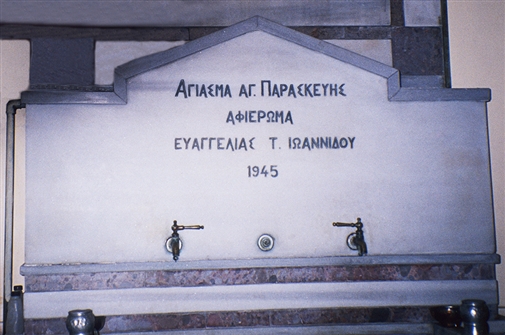 ΑΓΙΑΣΜΑ ΑΓ. ΠΑΡΑΣΚΕΥΗΣ
ΑΦΙΕΡΩΜΑ
ΕΥΑΓΓΕΛΙΑΣ Τ. ΙΩΑΝΝΙΔΟΥ
1945